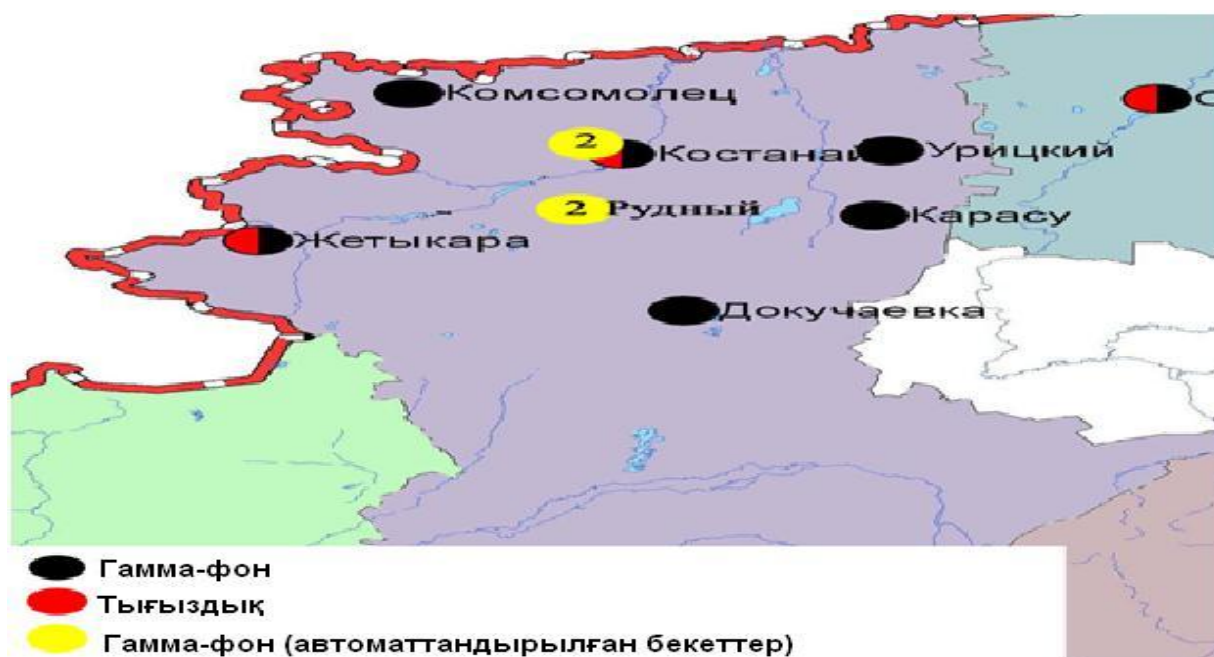 Комсомолец
2
Костанай
Урицкий
2 Рудный
Карасу
Жетыкара
Докучаевка
Гамма-фон
Тығыздық
Гамма-фон (автоматтандырылған бекеттер)